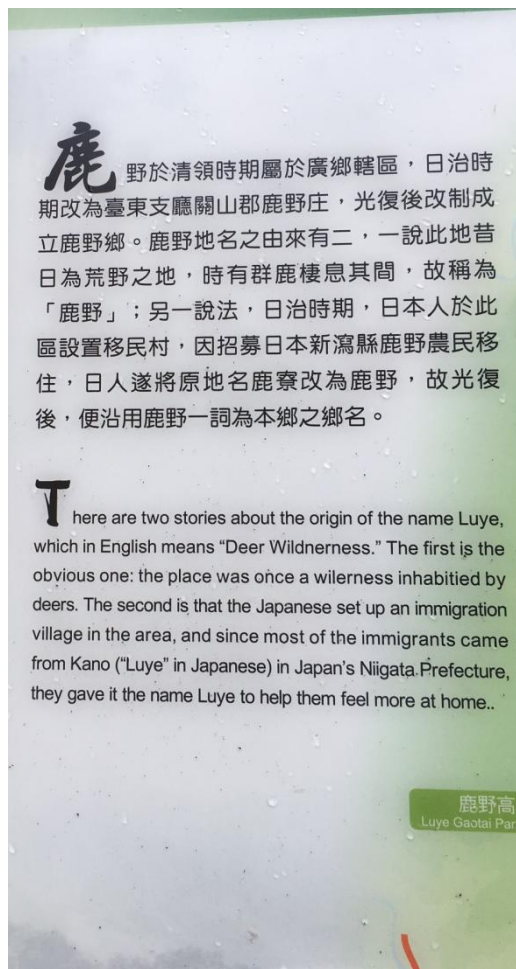 鹿野於清領時期屬於廣鄉轄區，日治時
期改為臺東支廳關山郡鹿野庄，光復後改制成
立鹿野鄉。鹿野地名之由來有二，一說此地昔
日為荒野之地，時有群鹿棲息其間，故稱為
「鹿野」；另一說法，日治時期，日本人於此
區設置移民村，因招募日本新瀉縣鹿野農民移
住，日人遂將原地名鹿寮改為鹿野，故光復
後，便沿用鹿野一詞為本鄉之鄉名。
There are two stories about the origin of the name Luye,
which in English means “Deer Wildnerness.” The first is the
obvious one: the place was once a wilerness inhabitied by
deers. The second is that the Japanese set up an immigration
village in the area, and since most of the immigrants came
from Kano (“Luye” in Japanese) in Japan’s Niigata Prefecture,
they gave it the name Luye to help them feel more at home..
鹿野高
Luye Gaotai Par